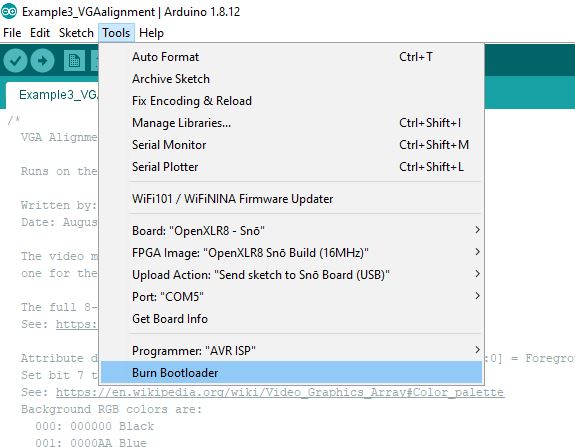 Example3_VGAalignment | Arduino 1.8.12
File Edit Sketch Tools Help
Auto Format Ctrl+T
Archive Sketch
Example3_VGA
Fix Encoding & Reload
/*
Manage Libraries... Ctrl+Shift+I
VGA Alignme
Serial Monitor Ctrl+Shift+M
Serial Plotter Ctrl+Shift+L
Runs on the
WiFi101 / WiFiNINA Firmware Updater
Written by:
Date: Augus
Board: "OpenXLR8 - Snō"
The video m
FPGA Image: "OpenXLR8 Snō Build (16MHz)"
one for the
Upload Action: "Send sketch to Snō Board (USB)"
Port: "COM5"
The full 8-
Get Board Info
See: https:
Programmer: "AVR ISP"
Attribute d :0] = Foregro
Burn Bootloader
Set bit 7 t
See: https://en.wikipedia.org/wiki/Video_Graphics_Array#Color_palette
Background RGB colors are:
000: 000000 Black
001: 0000AA Blue